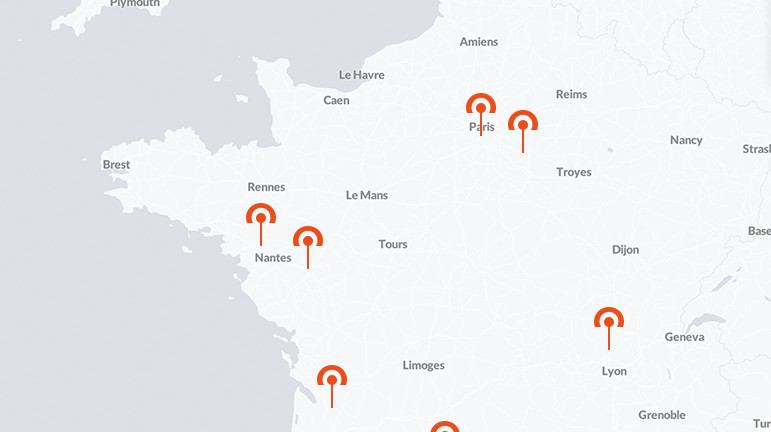 Plymouth
Amiens
Le Havre
Reims
Caen
Paris
Nancy
Stras
Brest
Troyes
Rennes
Le Mans
Base
Tours
Dijon
Nantes
Geneva
Limoges
Lyon
Grenoble
Tur